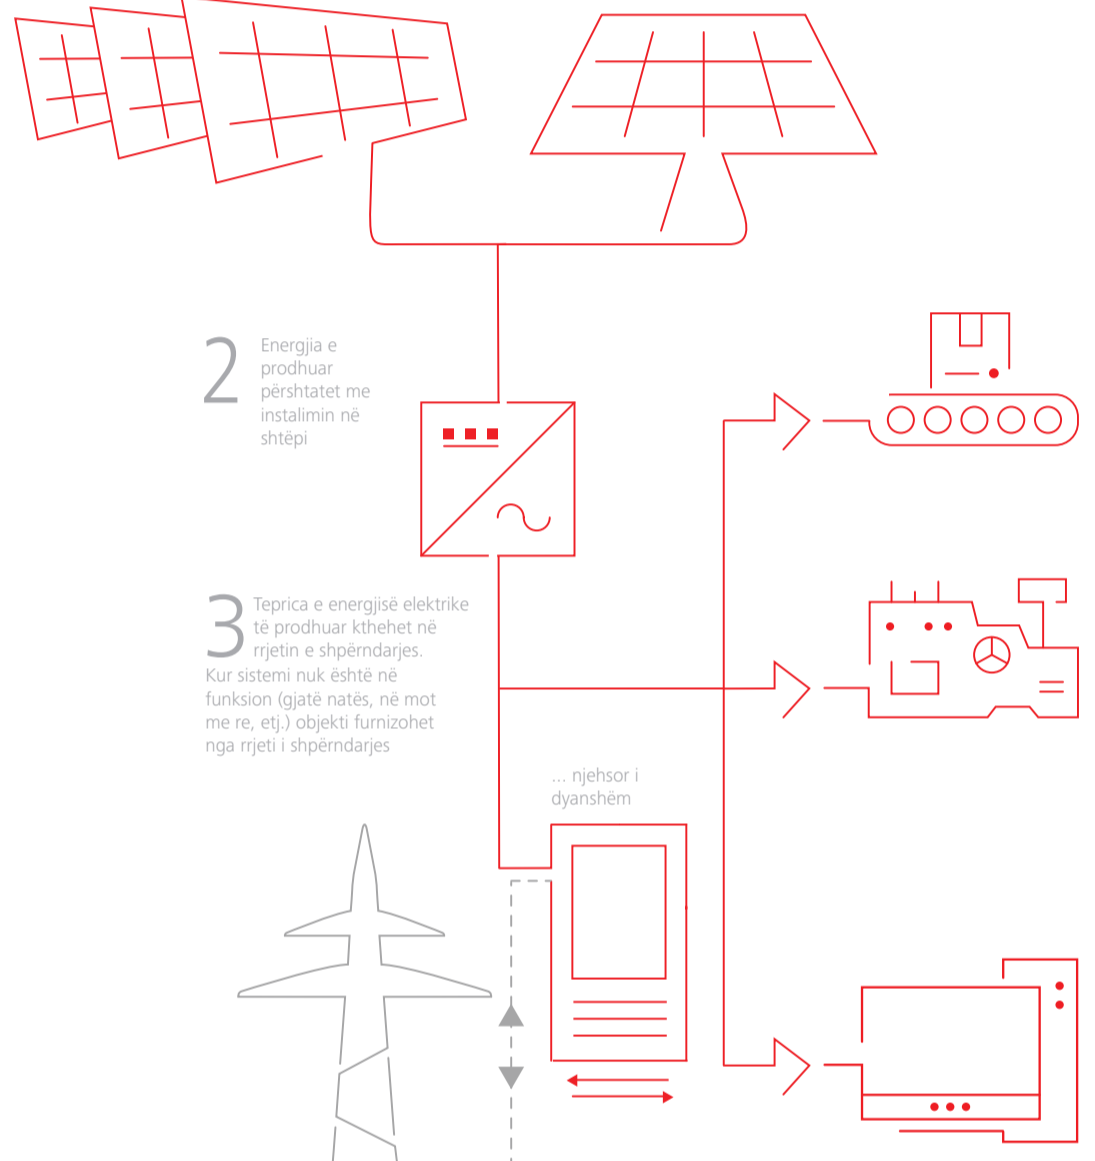 2
Energjia e
prodhuar
përshtatet me
instalimin në
shtëpi
3
Teprica e energjisë elektrike
të prodhuar kthehet në
rrjetin e shpërndarjes.
Kur sistemi nuk është në
funksion (gjatë natës, në mot
me re, etj.) objekti furnizohet
nga rrjeti i shpërndarjes
... njehsor i
dyanshëm